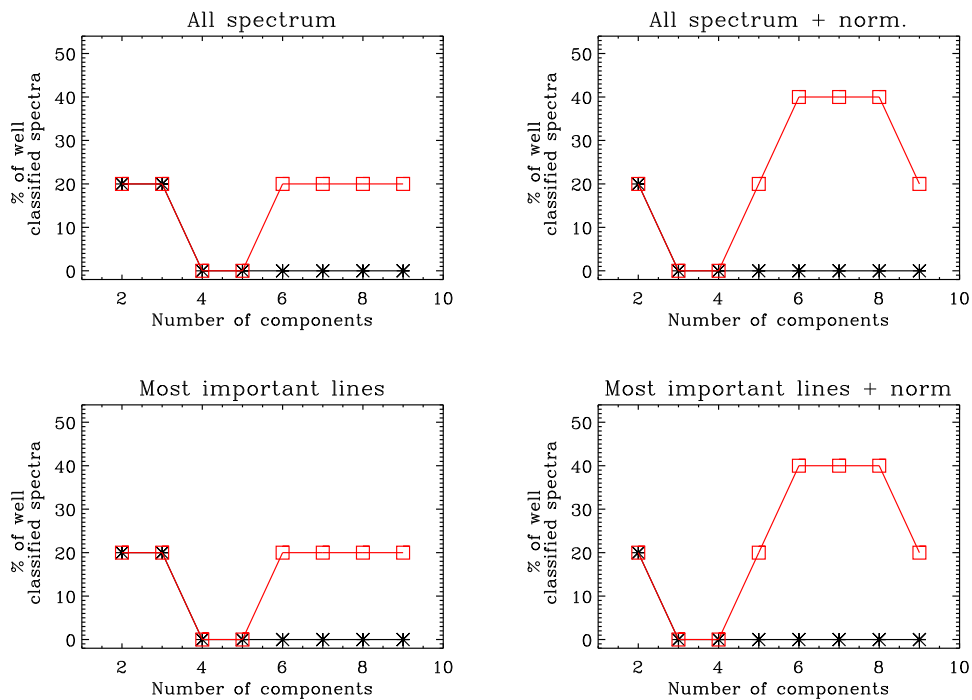 All spectrum
50
40
30
20
10
0
% of well
classified spectra
2 4 6 8 10
Number of components
All spectrum + norm.
50
40
30
20
10
0
% of well
classified spectra
2 4 6 8 10
Number of components
Most important lines
50
40
30
20
10
0
% of well
classified spectra
2 4 6 8 10
Number of components
Most important lines + norm
50
40
30
20
10
0
% of well
classified spectra
2 4 6 8 10
Number of components